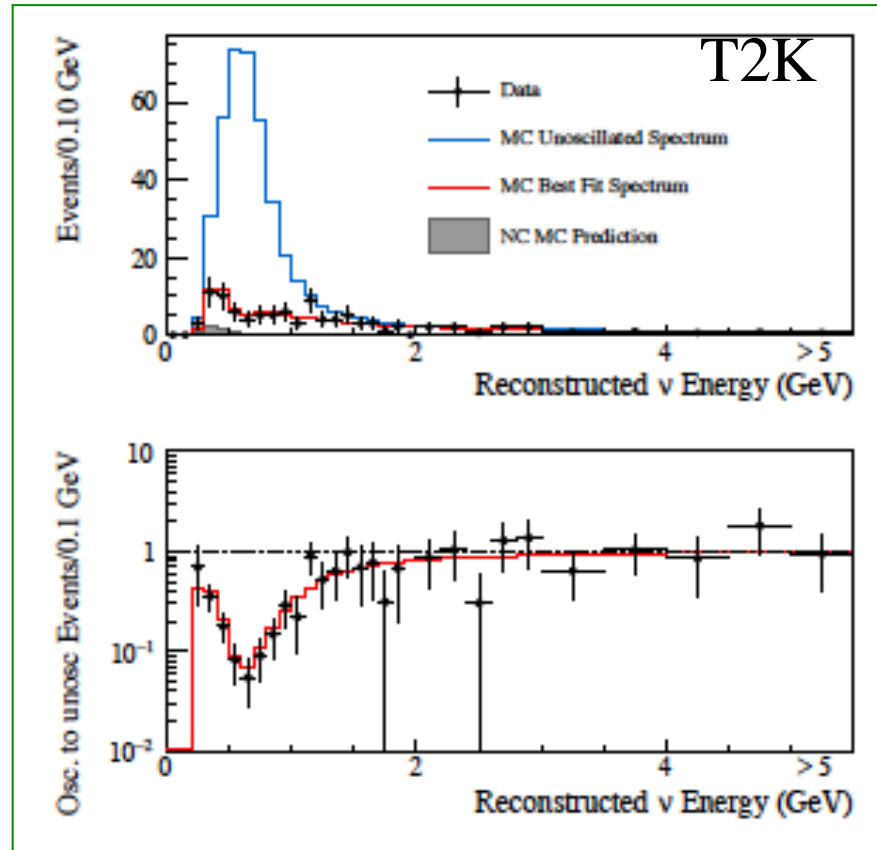 T2K
Events/0.10 GeV
60
40
20
0
Data
MC Unoscillated Spectrum
MC Best Fit Spectrum
NC MC Prediction
0 2 4 > 5
Reconstructed ν Energy (GeV)
Osc. to unosc Events/0.1 GeV
10
1
10⁻¹
10⁻²
0 2 4 > 5
Reconstructed ν Energy (GeV)